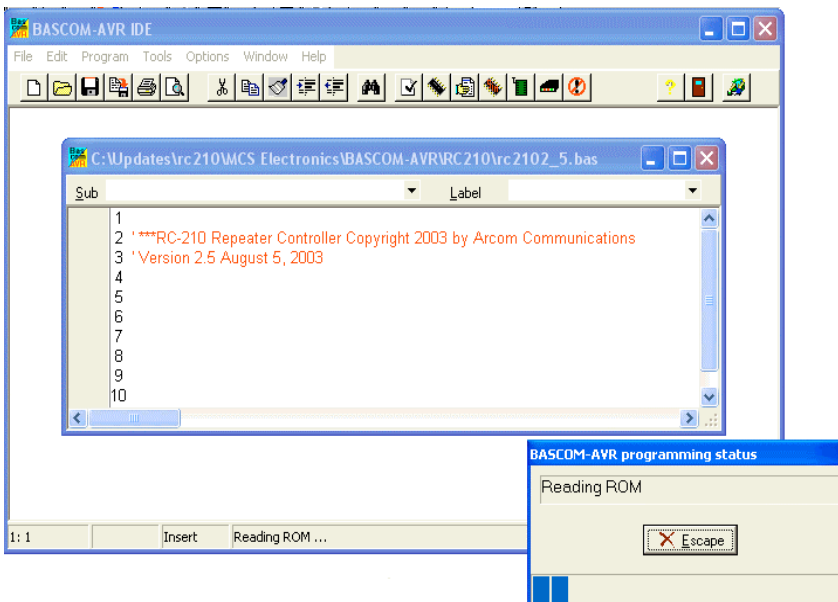 BASCOM-AVR IDE
File Edit Program Tools Options Window Help
C:\Updates\rc210\MCS Electronics\BASCOM-AVR\RC210\rc2102_5.bas
Sub Label
1
2 ' ***RC-210 Repeater Controller Copyright 2003 by Arcom Communications
3 ' Version 2.5 August 5, 2003
4
5
6
7
8
9
10
BASCOM-AVR programming status
Reading ROM
Escape
1: 1 Insert Reading ROM ...